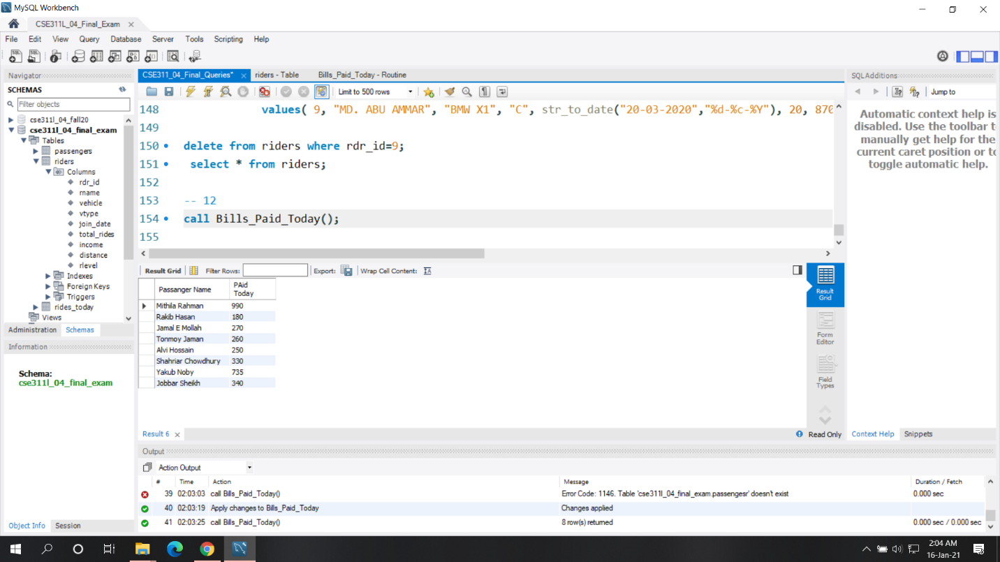 MySQL Workbench
CSE311L_04_Final_Exam
File Edit View Query Database Server Tools Scripting Help
Navigator
SCHEMAS
Filter objects
cse311l_04_fall20
cse311l_04_final_exam
Tables
passengers
riders
Columns
rdr_id
rname
vehicle
vtype
join_date
total_rides
income
distance
rlevel
Indexes
Foreign Keys
Triggers
rides_today
Views
Administration Schemas
Information
Schema:
cse311l_04_final_exam
Object Info Session
CSE311_04_Final_Queries* riders - Table Bills_Paid_Today - Routine
Limit to 500 rows
148 values( 9, "MD. ABU AMMAR", "BMW X1", "C", str_to_date("20-03-2020","%d-%c-%Y"), 20, 870
149
150 delete from riders where rdr_id=9;
151 select * from riders;
152
153 -- 12
154 call Bills_Paid_Today();
155
Result Grid Filter Rows: Export: Wrap Cell Content:
Passanger Name PAid Today
Mithila Rahman 990
Rakib Hasan 180
Jamal E Mollah 270
Tonmoy Jaman 260
Alvi Hossain 250
Shahriar Chowdhury 330
Yakub Noby 735
Jobbar Sheikh 340
Result Grid
Form Editor
Field Types
Result 6
Read Only
SQLAdditions
Jump to
Automatic context help is
disabled. Use the toolbar t
manually get help for the
current caret position or to
toggle automatic help.
Context Help Snippets
Output
Action Output
# Time Action Message Duration / Fetch
39 02:03:03 call Bills_Paid_Today() Error Code: 1146. Table 'cse311l_04_final_exam.passengesr' doesn't exist 0.000 sec
40 02:03:19 Apply changes to Bills_Paid_Today Changes applied
41 02:03:25 call Bills_Paid_Today() 8 row(s) returned 0.000 sec / 0.000 sec
2:04 AM
16-Jan-21